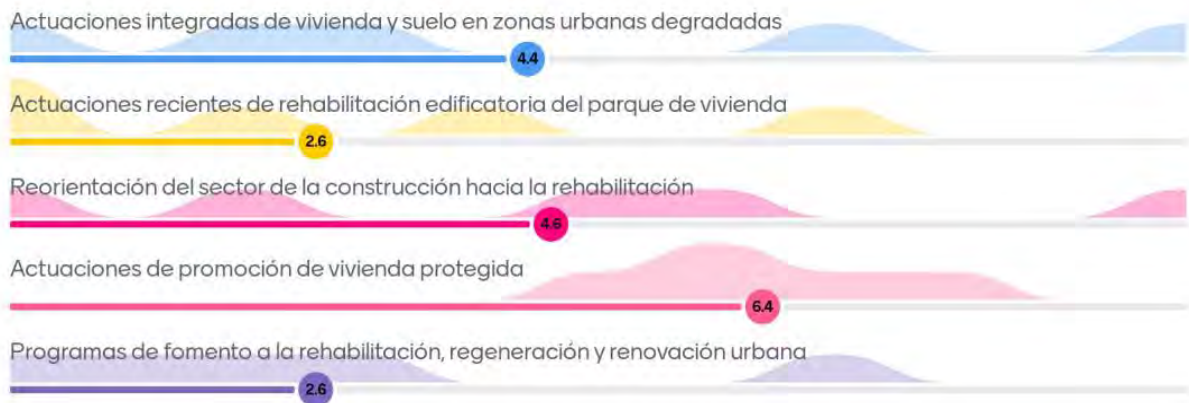 Actuaciones integradas de vivienda y suelo en zonas urbanas degradadas
4.4
Actuaciones recientes de rehabilitación edificatoria del parque de vivienda
2.6
Reorientación del sector de la construcción hacia la rehabilitación
4.6
Actuaciones de promoción de vivienda protegida
6.4
Programas de fomento a la rehabilitación, regeneración y renovación urbana
2.6